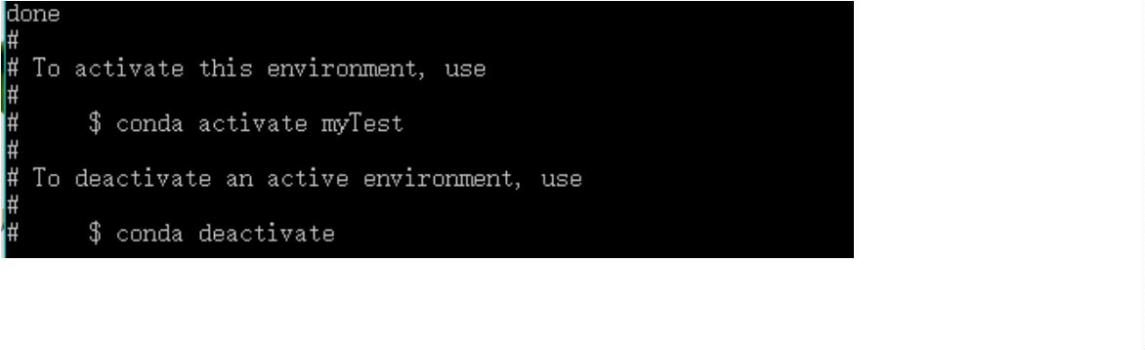 done
#
# To activate this environment, use
#
#     $ conda activate myTest
#
# To deactivate an active environment, use
#
#     $ conda deactivate